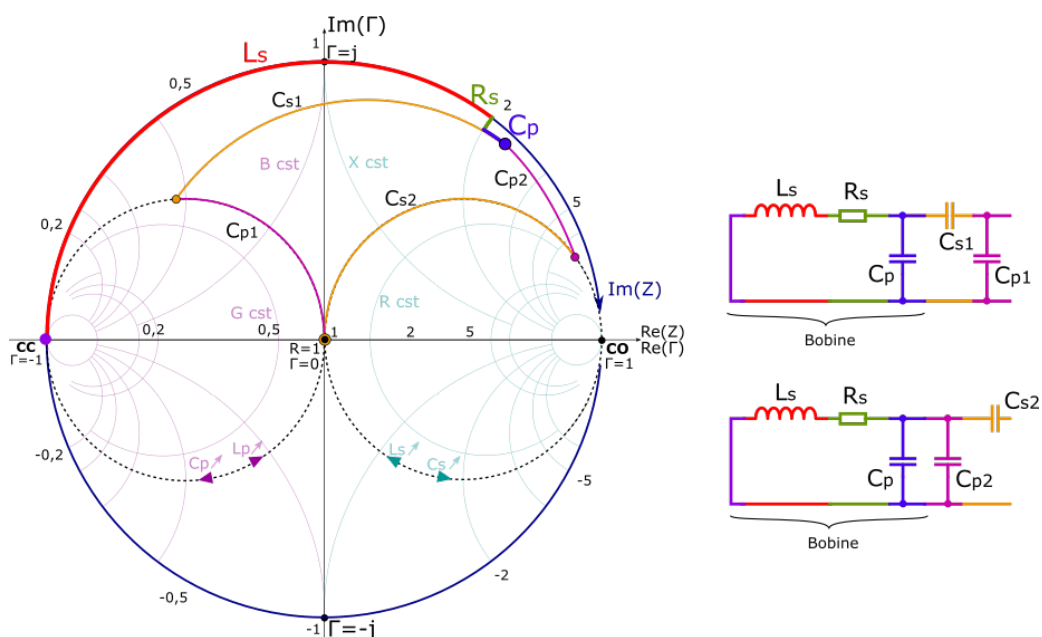 Im(Γ)
1
Γ=j
Ls
0,5
Cs1
Rs
2
Cp
B cst
X cst
Cp2
Cs2
5
0,2
Cp1
Im(Z)
G cst
R cst
0,2
0,5
1
2
5
Re(Z)
Re(Γ)
CC
Γ=-1
R=1
Γ=0
CO
Γ=1
-0,2
Cp
Lp
Ls
Cs
-5
-0,5
-2
-1
Γ=-j
Ls
Rs
Cs1
Cp
Cp1
Bobine
Ls
Rs
Cs2
Cp
Cp2
Bobine